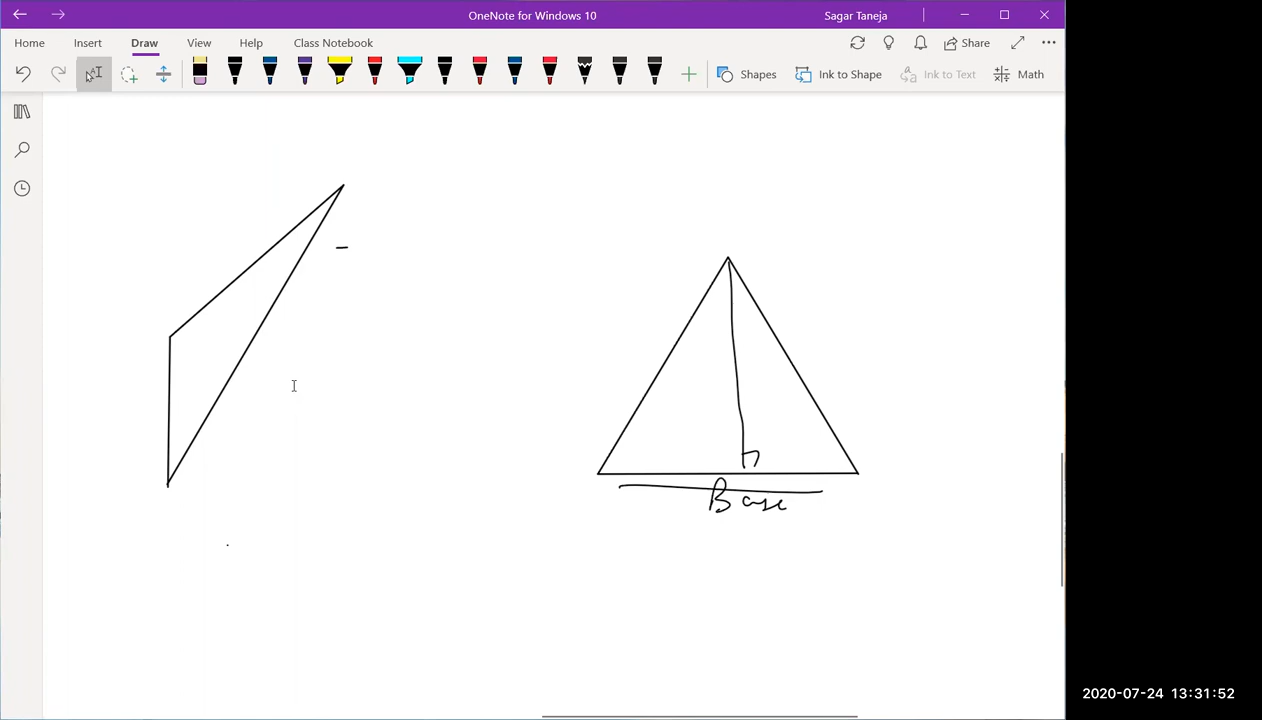 OneNote for Windows 10
Sagar Taneja
Home Insert Draw View Help Class Notebook
Share
Shapes Ink to Shape Ink to Text Math
Base
2020-07-24 13:31:52